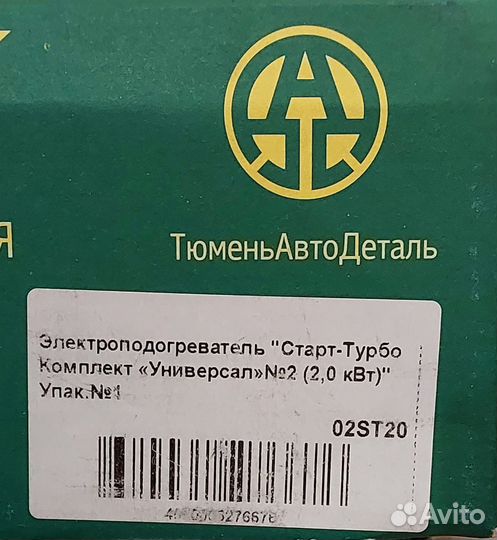 Я
ТюменьАвтоДеталь
Электроподогреватель "Старт-Турбо
Комплект «Универсал»№2 (2,0 кВт)"
Упак.№1
02ST20
Avito